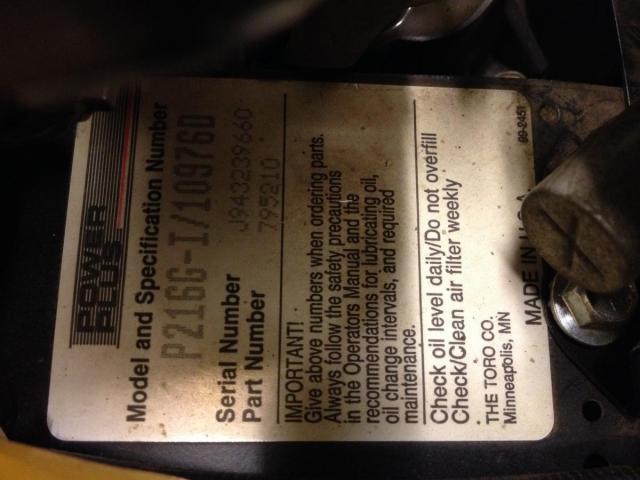 POWER
PLUS
Model and Specification Number
P216G-I/10976D
Serial Number J943239660
Part Number 795210
IMPORTANT!
Give above numbers when ordering parts.
Always follow the safety precautions
in the Operators Manual and the
recommendations for lubricating oil,
oil change intervals, and required
maintenance.
Check oil level daily/Do not overfill
Check/Clean air filter weekly
THE TORO CO.
Minneapolis, MN
MADE IN U.S.A.
99-2451